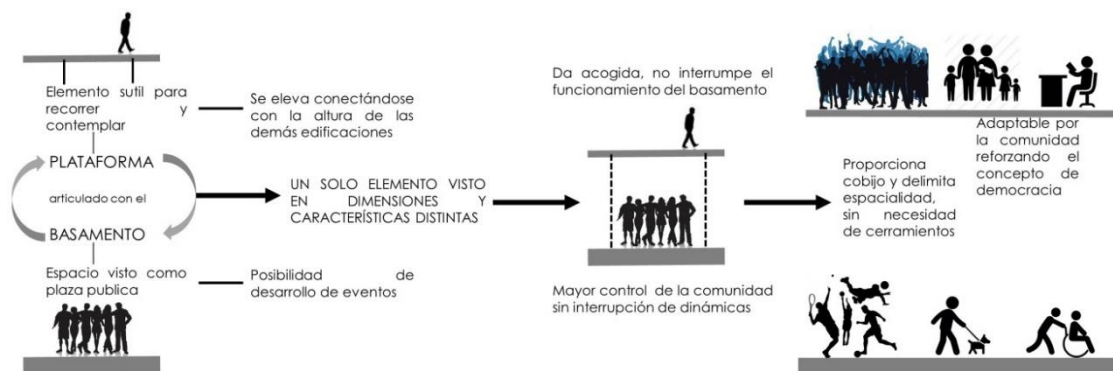 Elemento sutil para
recorrer y
contemplar
Se eleva conectándose
con la altura de las
demás edificaciones
PLATAFORMA
articulado con el
BASAMENTO
Espacio visto como
plaza publica
Posibilidad de
desarrollo de eventos
UN SOLO ELEMENTO VISTO
EN DIMENSIONES Y
CARACTERÍSTICAS DISTINTAS
Da acogida, no interrumpe el
funcionamiento del basamento
Mayor control de la comunidad
sin interrupción de dinámicas
Adaptable por
la comunidad
reforzando el
concepto de
democracia
Proporciona
cobijo y delimita
espacialidad,
sin necesidad
de cerramientos